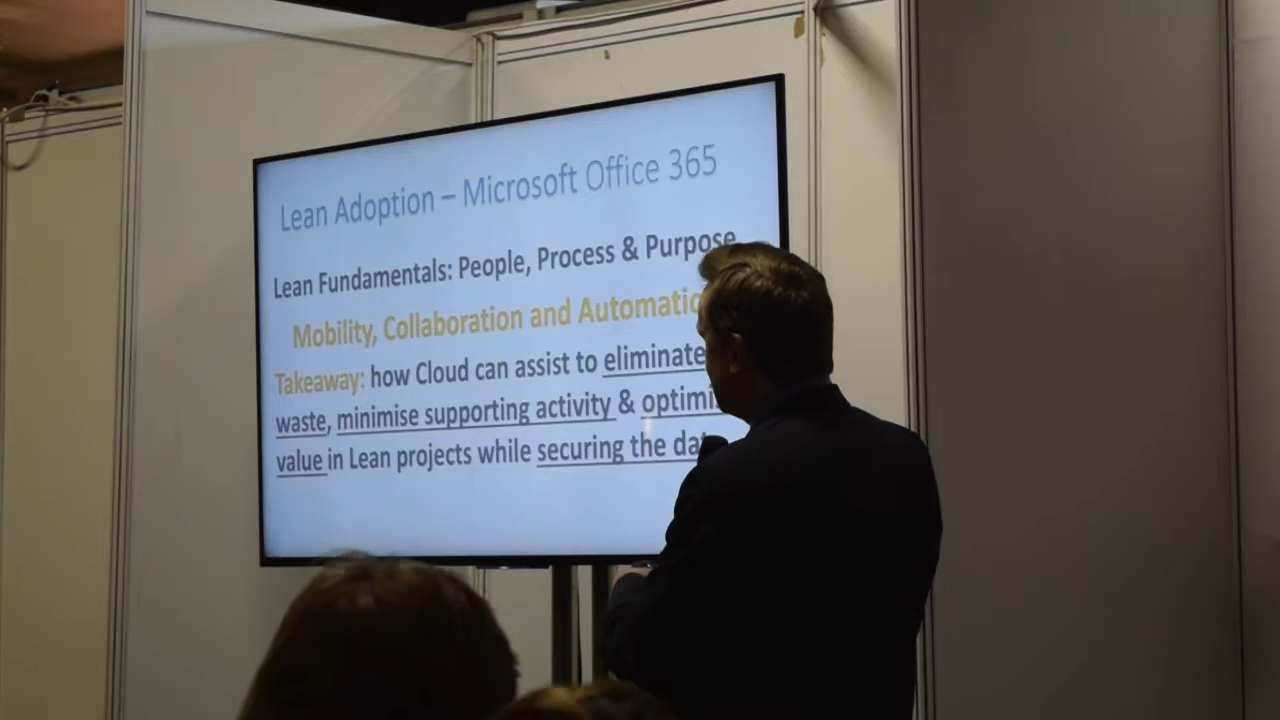 Lean Adoption – Microsoft Office 365
Lean Fundamentals: People, Process & Purpose
Mobility, Collaboration and
Takeaway: how Cloud can assist to eliminate
waste, minimise supporting activity &
value in Lean projects while securing the